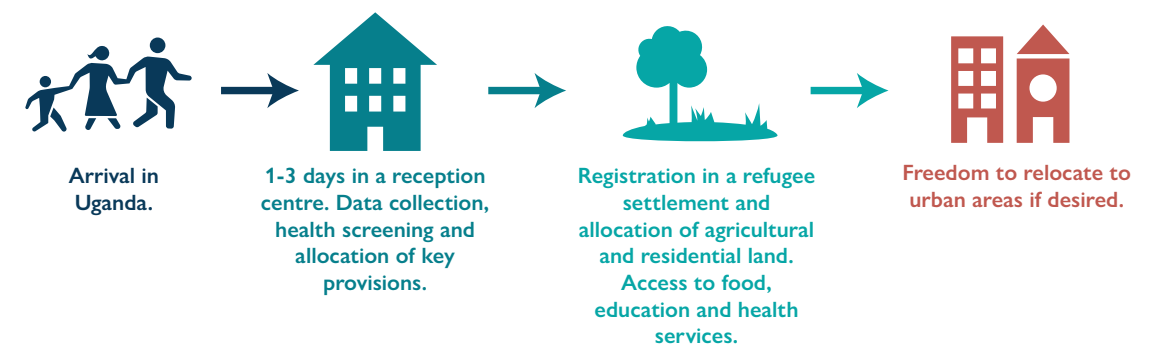 Arrival in
Uganda.
1-3 days in a reception
centre. Data collection,
health screening and
allocation of key
provisions.
Registration in a refugee
settlement and
allocation of agricultural
and residential land.
Access to food,
education and health
services.
Freedom to relocate to
urban areas if desired.